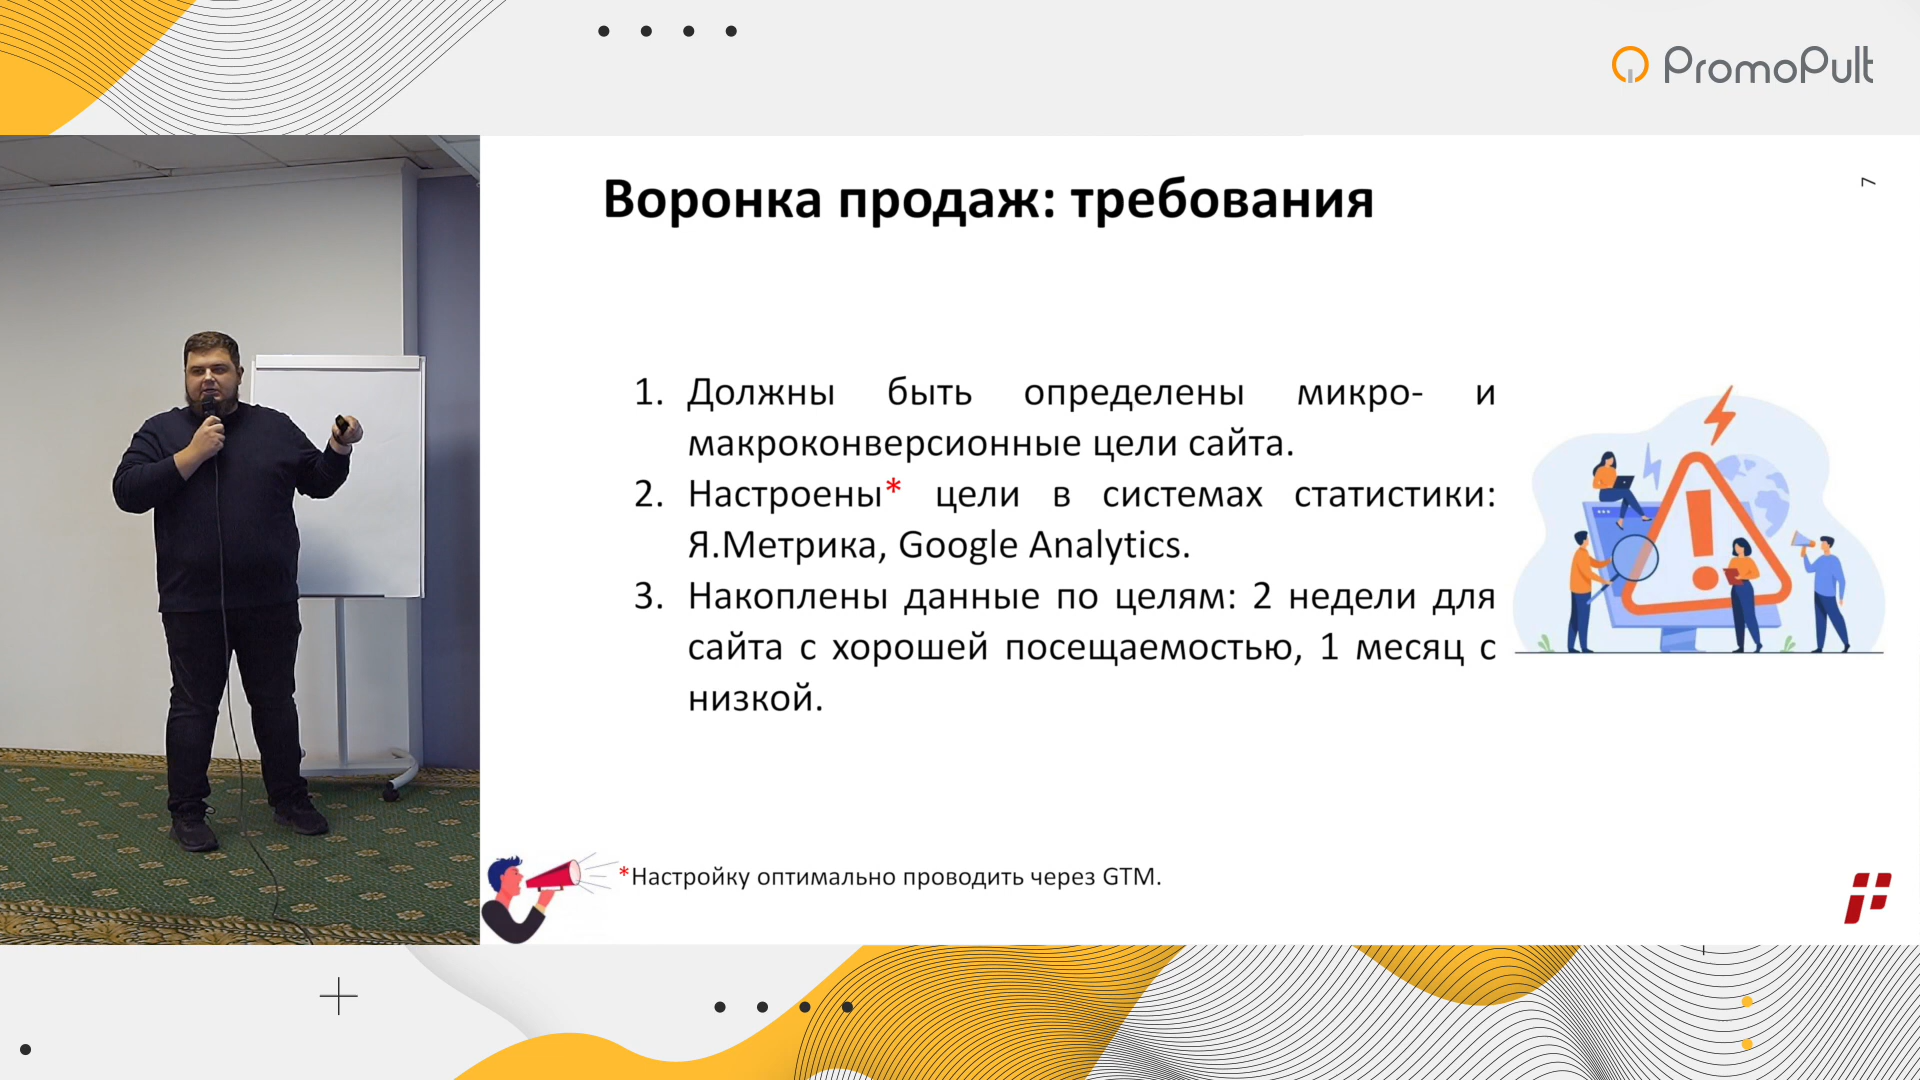 PromoPult
Воронка продаж: требования
7
1. Должны быть определены микро- и
макроконверсионные цели сайта.
2. Настроены* цели в системах статистики:
Я.Метрика, Google Analytics.
3. Накоплены данные по целям: 2 недели для
сайта с хорошей посещаемостью, 1 месяц с
низкой.
*Настройку оптимально проводить через GTM.